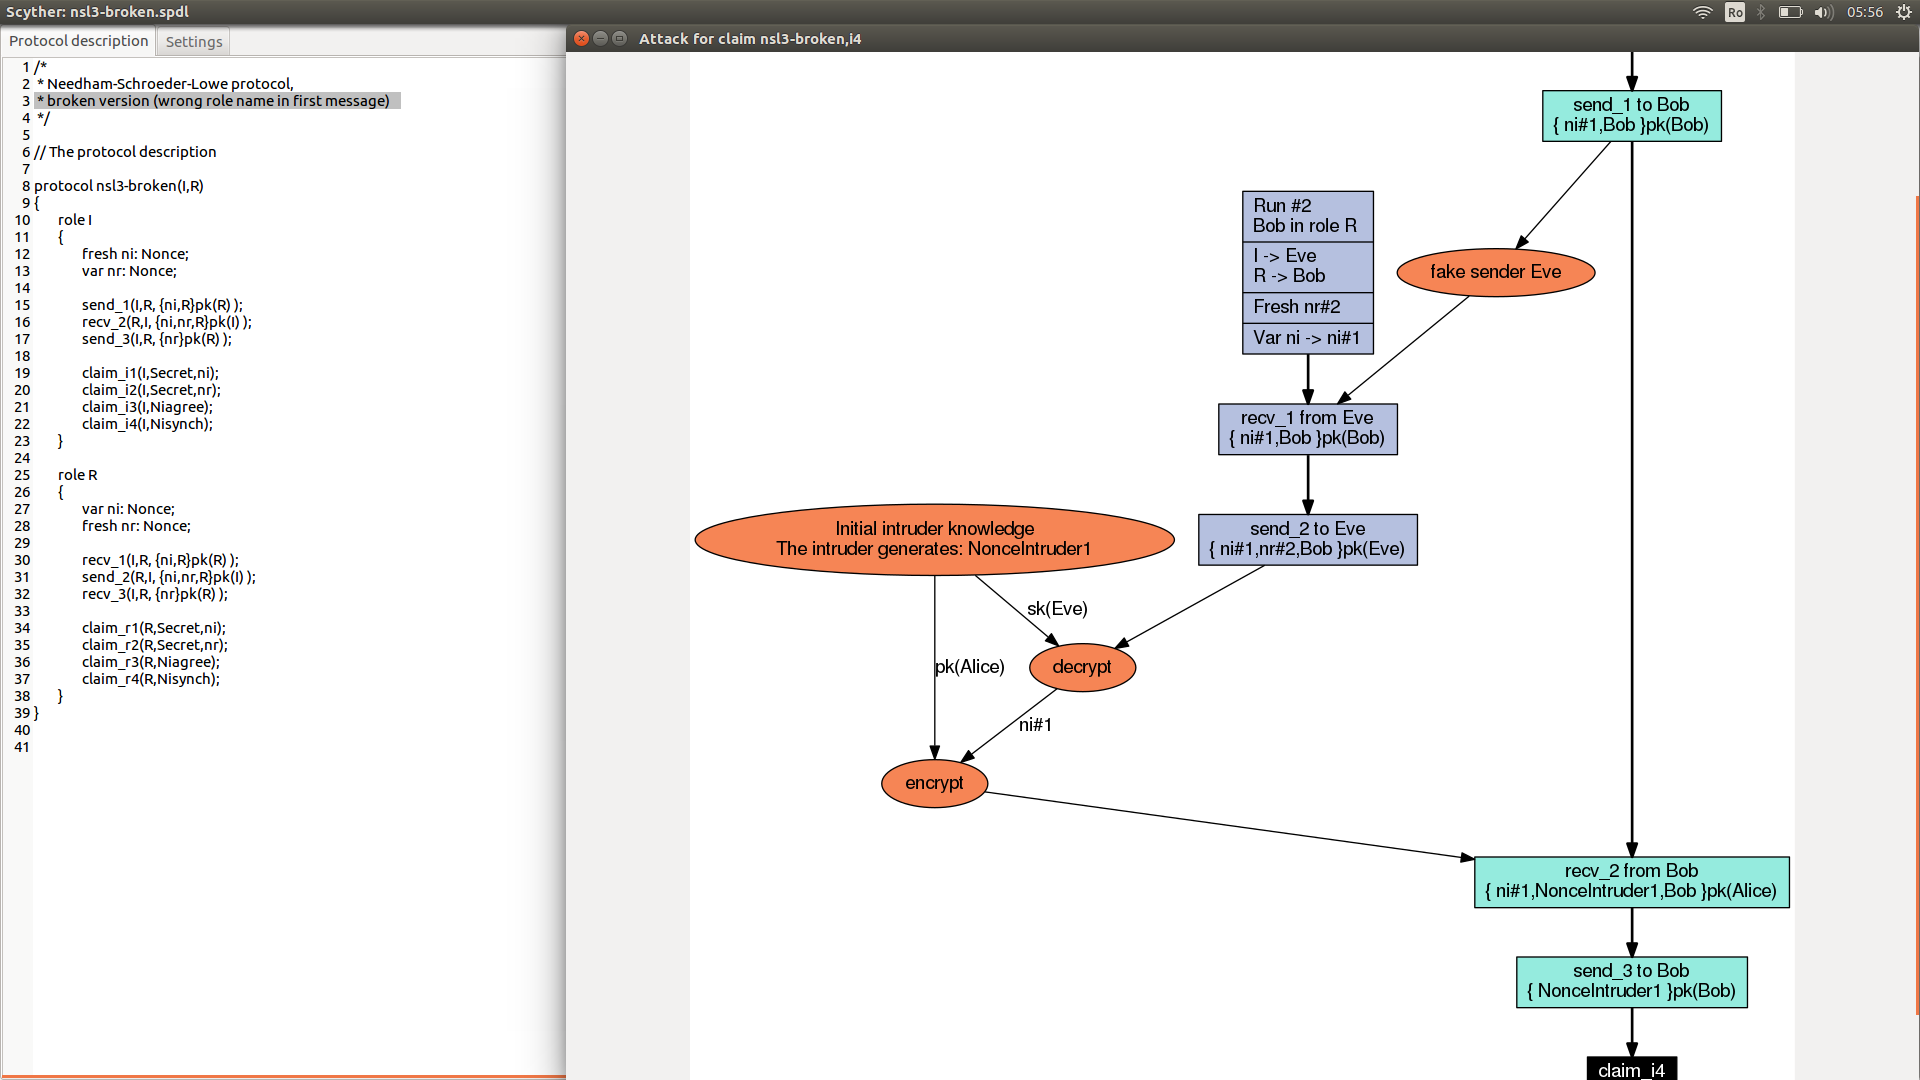 Scyther: nsl3-broken.spdl
Ro
05:56
Protocol description
Settings
1 /*
2 * Needham-Schroeder-Lowe protocol,
3 * broken version (wrong role name in first message)
4 */
5
6 // The protocol description
7
8 protocol nsl3-broken(I,R)
9 {
10 role I
11 {
12 fresh ni: Nonce;
13 var nr: Nonce;
14
15 send_1(I,R, {ni,R}pk(R) );
16 recv_2(R,I, {ni,nr,R}pk(I) );
17 send_3(I,R, {nr}pk(R) );
18
19 claim_i1(I,Secret,ni);
20 claim_i2(I,Secret,nr);
21 claim_i3(I,Niagree);
22 claim_i4(I,Nisynch);
23 }
24
25 role R
26 {
27 var ni: Nonce;
28 fresh nr: Nonce;
29
30 recv_1(I,R, {ni,R}pk(R) );
31 send_2(R,I, {ni,nr,R}pk(I) );
32 recv_3(I,R, {nr}pk(R) );
33
34 claim_r1(R,Secret,ni);
35 claim_r2(R,Secret,nr);
36 claim_r3(R,Niagree);
37 claim_r4(R,Nisynch);
38 }
39 }
40
41
Attack for claim nsl3-broken,i4
send_1 to Bob
{ ni#1,Bob }pk(Bob)
Run #2
Bob in role R
I -> Eve
R -> Bob
Fresh nr#2
Var ni -> ni#1
fake sender Eve
recv_1 from Eve
{ ni#1,Bob }pk(Bob)
Initial intruder knowledge
The intruder generates: NonceIntruder1
send_2 to Eve
{ ni#1,nr#2,Bob }pk(Eve)
sk(Eve)
pk(Alice)
decrypt
ni#1
encrypt
recv_2 from Bob
{ ni#1,NonceIntruder1,Bob }pk(Alice)
send_3 to Bob
{ NonceIntruder1 }pk(Bob)
claim_i4